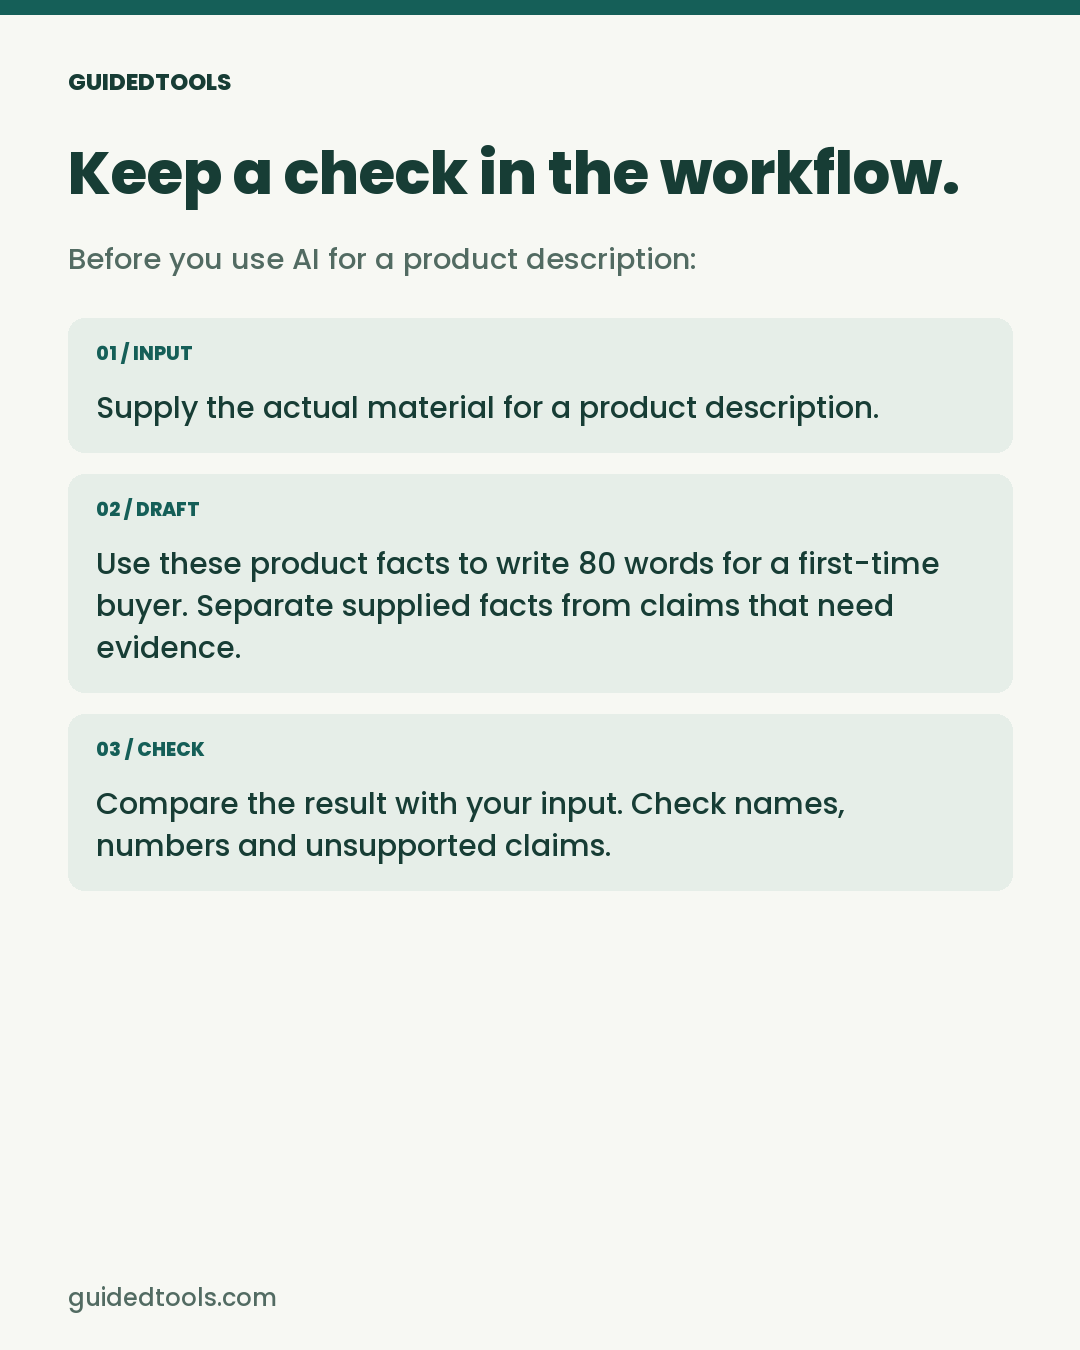 GUIDEDTOOLS
Keep a check in the workflow.
Before you use AI for a product description:
01 / INPUT
Supply the actual material for a product description.
02 / DRAFT
Use these product facts to write 80 words for a first-time
buyer. Separate supplied facts from claims that need
evidence.
03 / CHECK
Compare the result with your input. Check names,
numbers and unsupported claims.
guidedtools.com